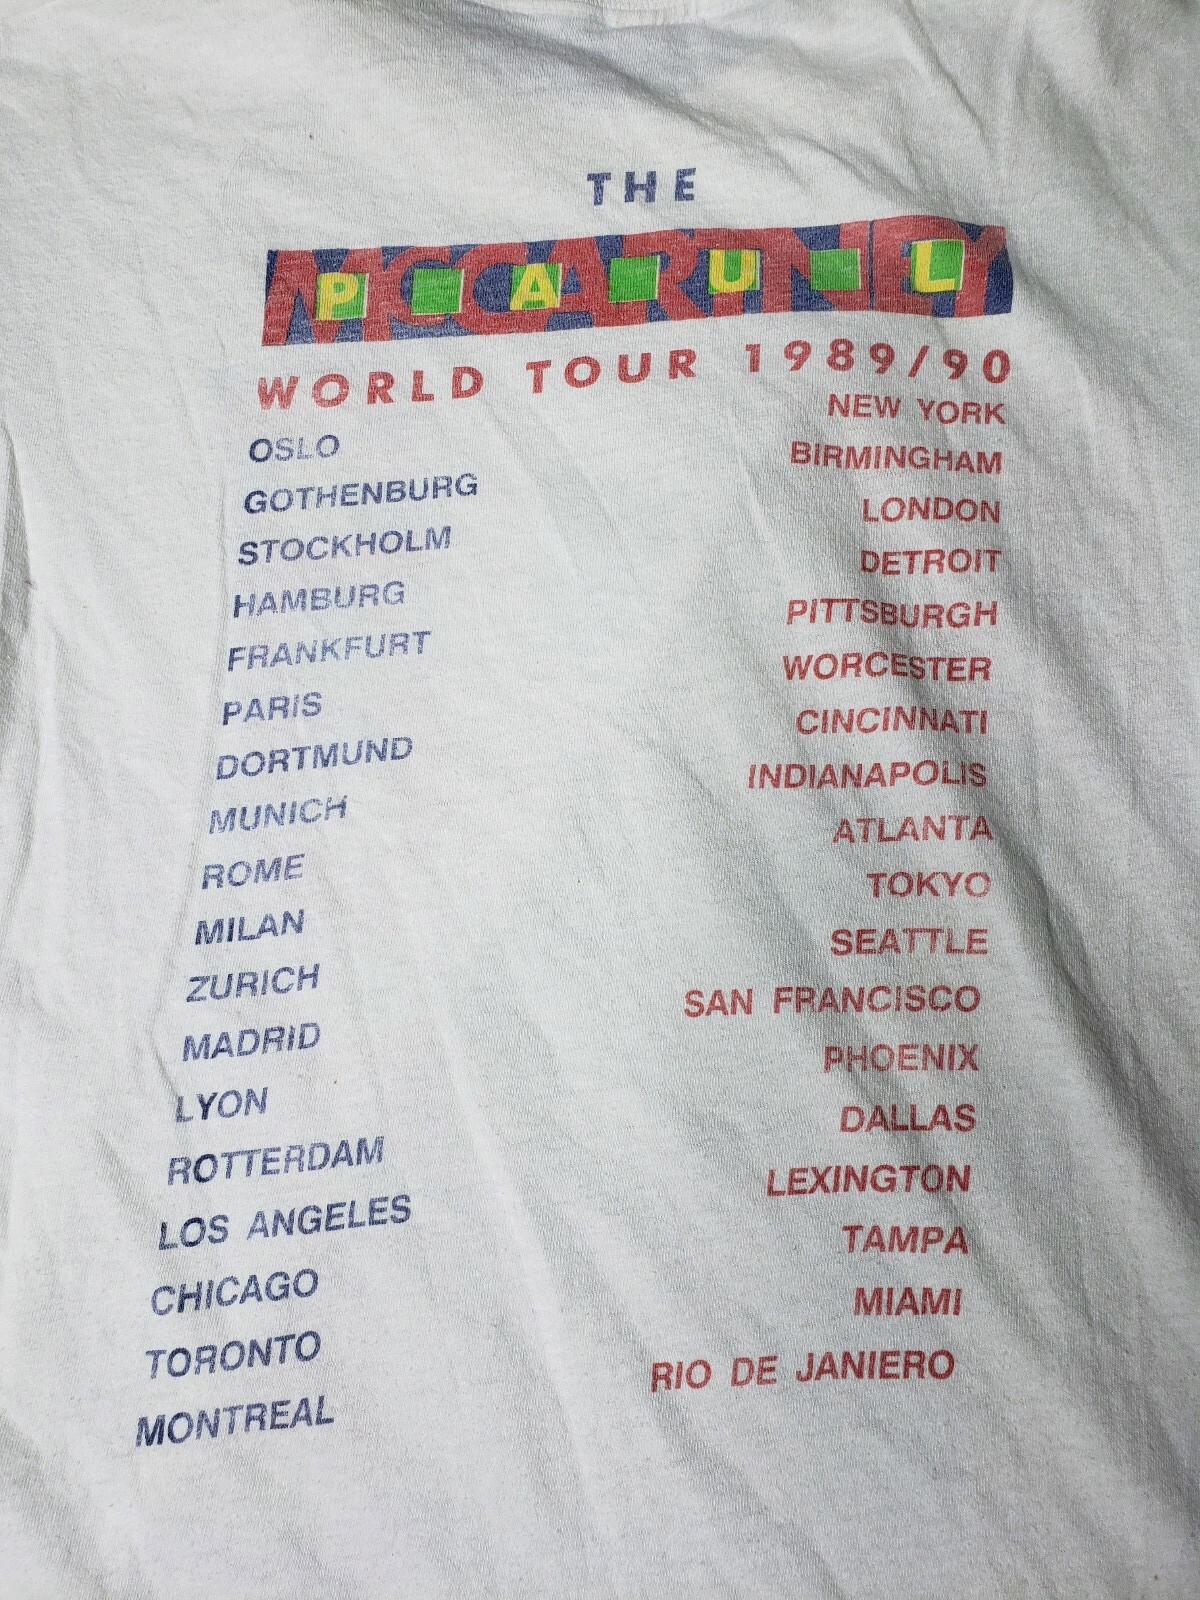 THE
MCCARTNEY
PAUL
WORLD TOUR 1989/90
OSLO
GOTHENBURG
STOCKHOLM
HAMBURG
FRANKFURT
PARIS
DORTMUND
MUNICH
ROME
MILAN
ZURICH
MADRID
LYON
ROTTERDAM
LOS ANGELES
CHICAGO
TORONTO
MONTREAL
NEW YORK
BIRMINGHAM
LONDON
DETROIT
PITTSBURGH
WORCESTER
CINCINNATI
INDIANAPOLIS
ATLANTA
TOKYO
SEATTLE
SAN FRANCISCO
PHOENIX
DALLAS
LEXINGTON
TAMPA
MIAMI
RIO DE JANIERO